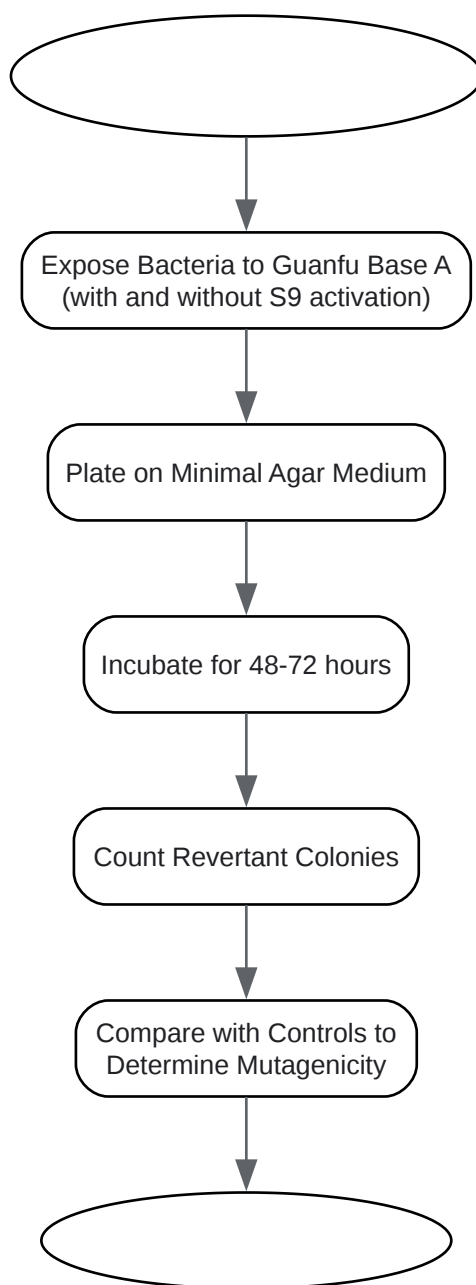 Expose Bacteria to Guanfu Base A
(with and without S9 activation)
Plate on Minimal Agar Medium
Incubate for 48-72 hours
Count Revertant Colonies
Compare with Controls to
Determine Mutagenicity